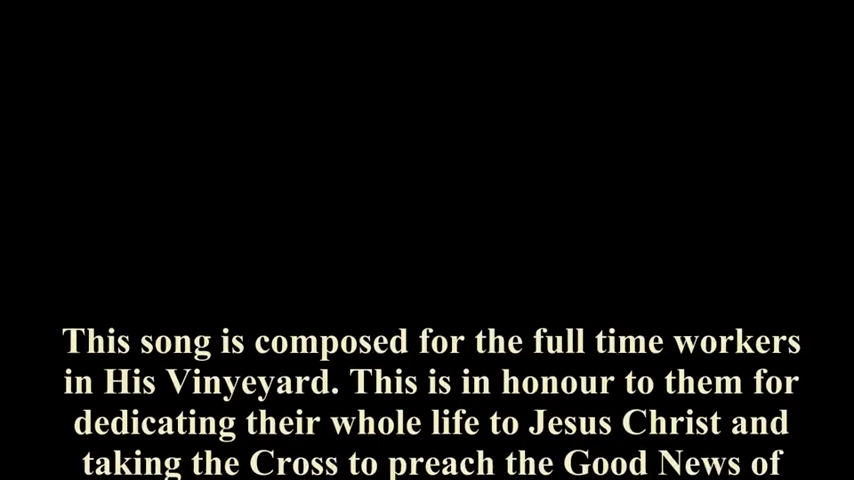 This song is composed for the full time workers
in His Vinyeyard. This is in honour to them for
dedicating their whole life to Jesus Christ and
taking the Cross to preach the Good News of